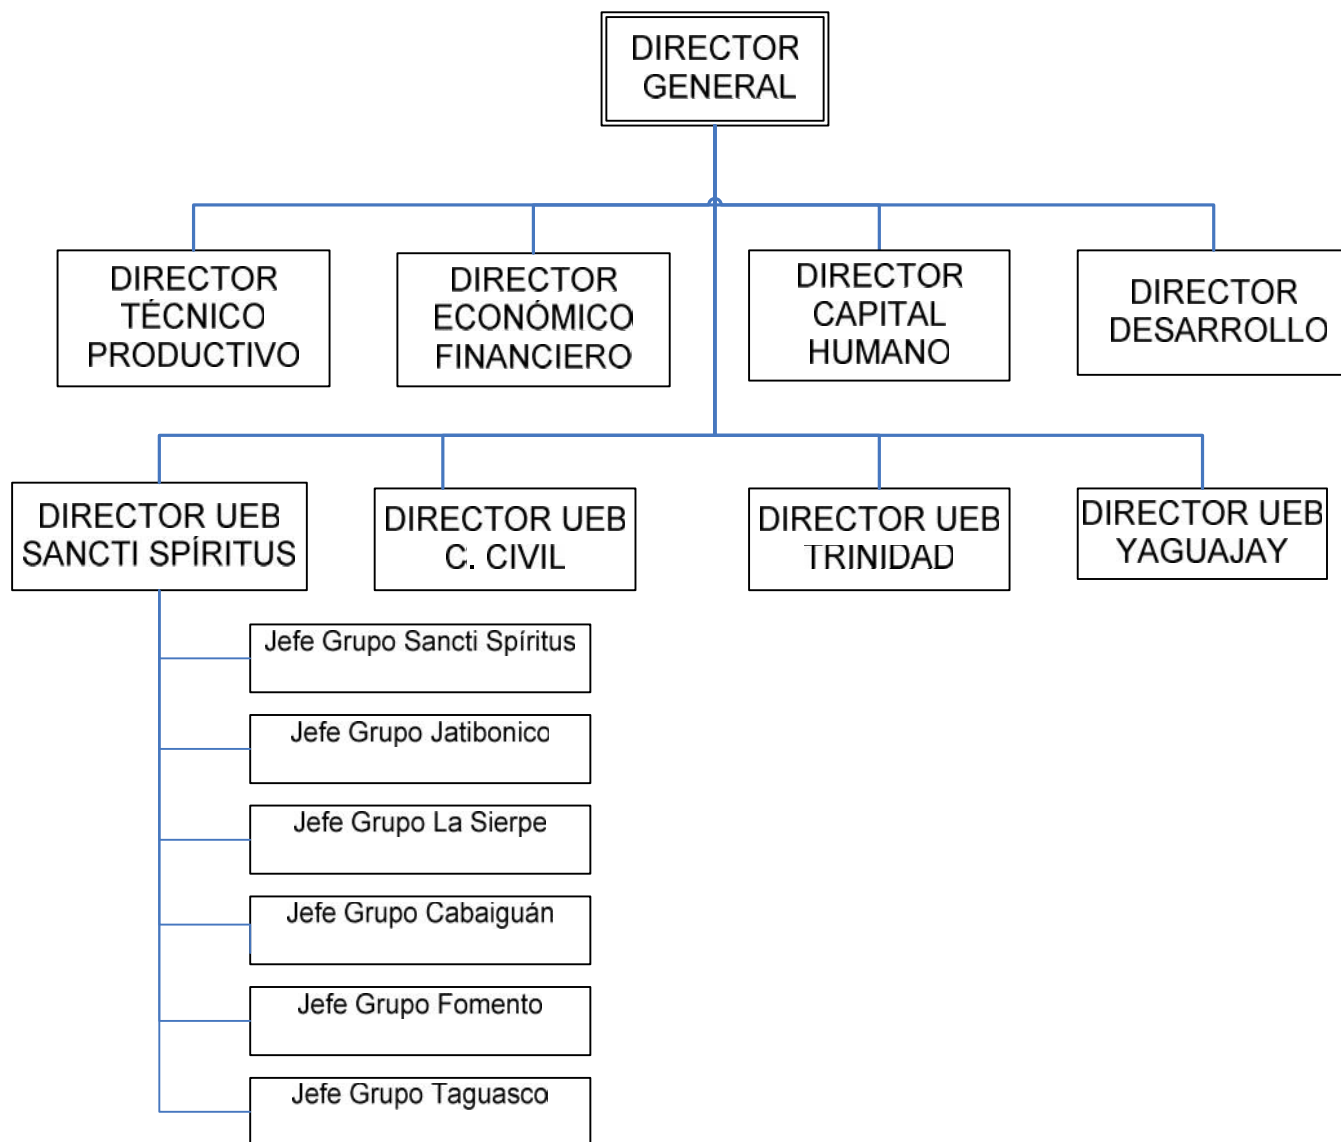 DIRECTOR
GENERAL
DIRECTOR
TÉCNICO
PRODUCTIVO
DIRECTOR
ECONÓMICO
FINANCIERO
DIRECTOR
CAPITAL
HUMANO
DIRECTOR
DESARROLLO
DIRECTOR UEB
SANCTI SPÍRITUS
DIRECTOR UEB
C. CIVIL
DIRECTOR UEB
TRINIDAD
DIRECTOR UEB
YAGUAJAY
Jefe Grupo Sancti Spíritus
Jefe Grupo Jatibonico
Jefe Grupo La Sierpe
Jefe Grupo Cabaiguán
Jefe Grupo Fomento
Jefe Grupo Taguasco